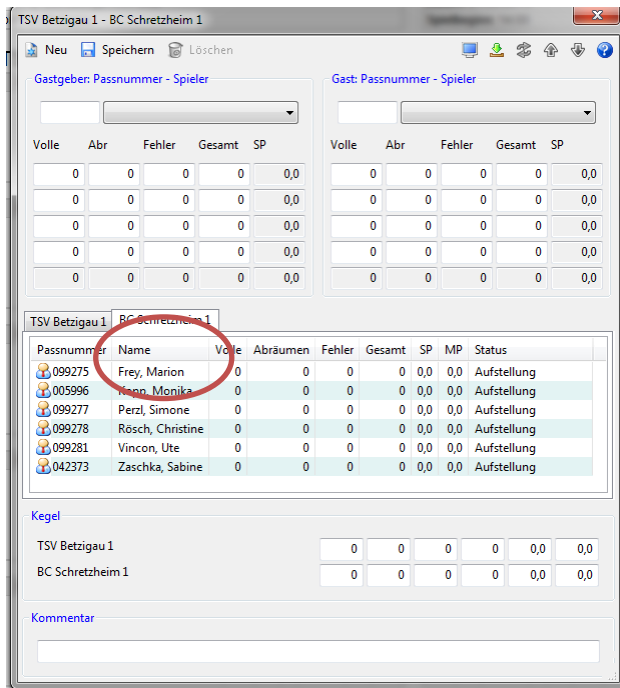 TSV Betzigau 1 - BC Schretzheim 1
Neu Speichern Löschen
Gastgeber: Passnummer - Spieler Gast: Passnummer - Spieler
Volle Abr Fehler Gesamt SP Volle Abr Fehler Gesamt SP
0 0 0 0 0,0 0 0 0 0 0,0
0 0 0 0 0,0 0 0 0 0 0,0
0 0 0 0 0,0 0 0 0 0 0,0
0 0 0 0 0,0 0 0 0 0 0,0
0 0 0 0 0,0 0 0 0 0 0,0
TSV Betzigau 1 BC Schretzheim 1
Passnummer Name Volle Abräumen Fehler Gesamt SP MP Status
099275 Frey, Marion 0 0 0 0 0,0 0,0 Aufstellung
005996 Kopp, Monika 0 0 0 0 0,0 0,0 Aufstellung
099277 Perzl, Simone 0 0 0 0 0,0 0,0 Aufstellung
099278 Rösch, Christine 0 0 0 0 0,0 0,0 Aufstellung
099281 Vincon, Ute 0 0 0 0 0,0 0,0 Aufstellung
042373 Zaschka, Sabine 0 0 0 0 0,0 0,0 Aufstellung
Kegel
TSV Betzigau 1 0 0 0 0 0,0 0,0
BC Schretzheim 1 0 0 0 0 0,0 0,0
Kommentar